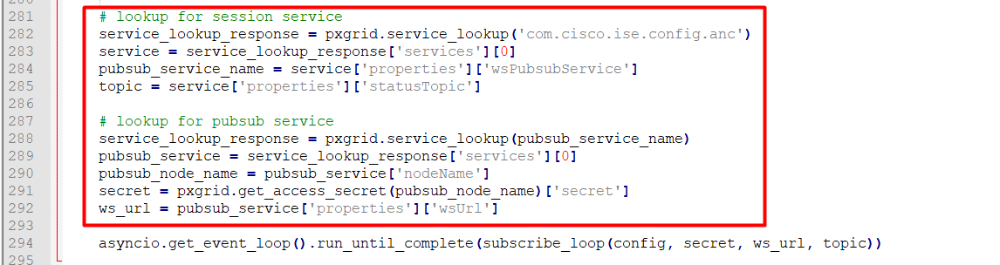 281 # lookup for session service
282 service_lookup_response = pxgrid.service_lookup('com.cisco.ise.config.anc')
283 service = service_lookup_response['services'][0]
284 pubsub_service_name = service['properties']['wsPubsubService']
285 topic = service['properties']['statusTopic']
286
287 # lookup for pubsub service
288 service_lookup_response = pxgrid.service_lookup(pubsub_service_name)
289 pubsub_service = service_lookup_response['services'][0]
290 pubsub_node_name = pubsub_service['nodeName']
291 secret = pxgrid.get_access_secret(pubsub_node_name)['secret']
292 ws_url = pubsub_service['properties']['wsUrl']
293
294 asyncio.get_event_loop().run_until_complete(subscribe_loop(config, secret, ws_url, topic))
295